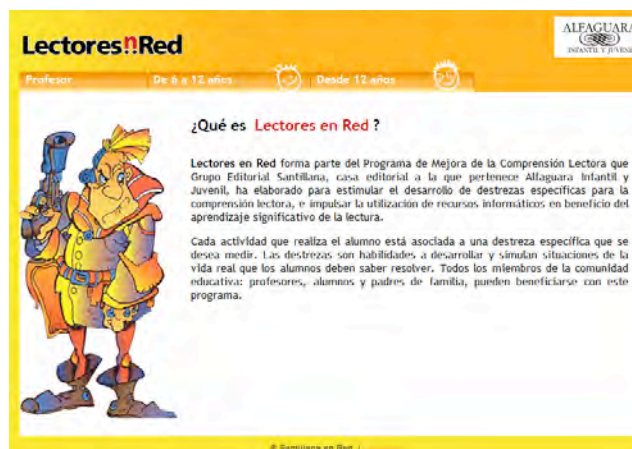 ALFAGUARA
INFANTIL Y JUVENIL
LectoresnRed
Profesor De 6 a 12 años Desde 12 años
¿Qué es Lectores en Red ?
Lectores en Red forma parte del Programa de Mejora de la Comprensión Lectora que
Grupo Editorial Santillana, casa editorial a la que pertenece Alfaguara Infantil y
Juvenil, ha elaborado para estimular el desarrollo de destrezas específicas para la
comprensión lectora, e impulsar la utilización de recursos informáticos en beneficio del
aprendizaje significativo de la lectura.
Cada actividad que realiza el alumno está asociada a una destreza específica que se
desea medir. Las destrezas son habilidades a desarrollar y simulan situaciones de la
vida real que los alumnos deben saber resolver. Todos los miembros de la comunidad
educativa: profesores, alumnos y padres de familia, pueden beneficiarse con este
programa.
© Santillana en Red |